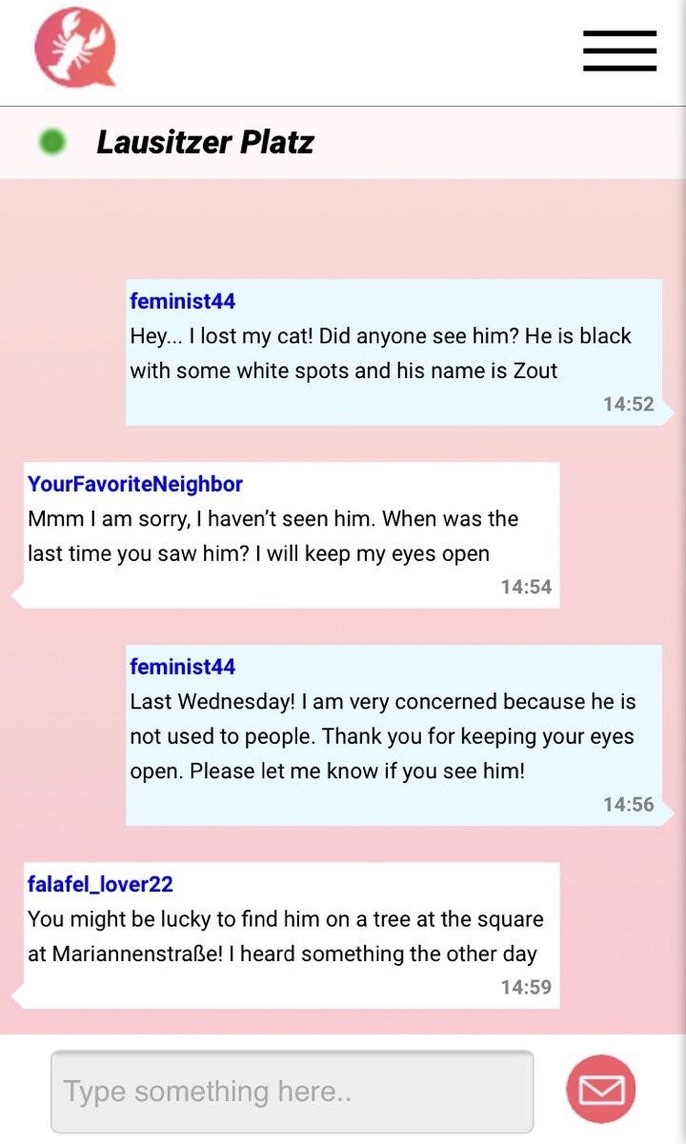 Lausitzer Platz
feminist44
Hey... I lost my cat! Did anyone see him? He is black
with some white spots and his name is Zout
14:52
YourFavoriteNeighbor
Mmm I am sorry, I haven’t seen him. When was the
last time you saw him? I will keep my eyes open
14:54
feminist44
Last Wednesday! I am very concerned because he is
not used to people. Thank you for keeping your eyes
open. Please let me know if you see him!
14:56
falafel_lover22
You might be lucky to find him on a tree at the square
at Mariannenstraße! I heard something the other day
14:59
Type something here..